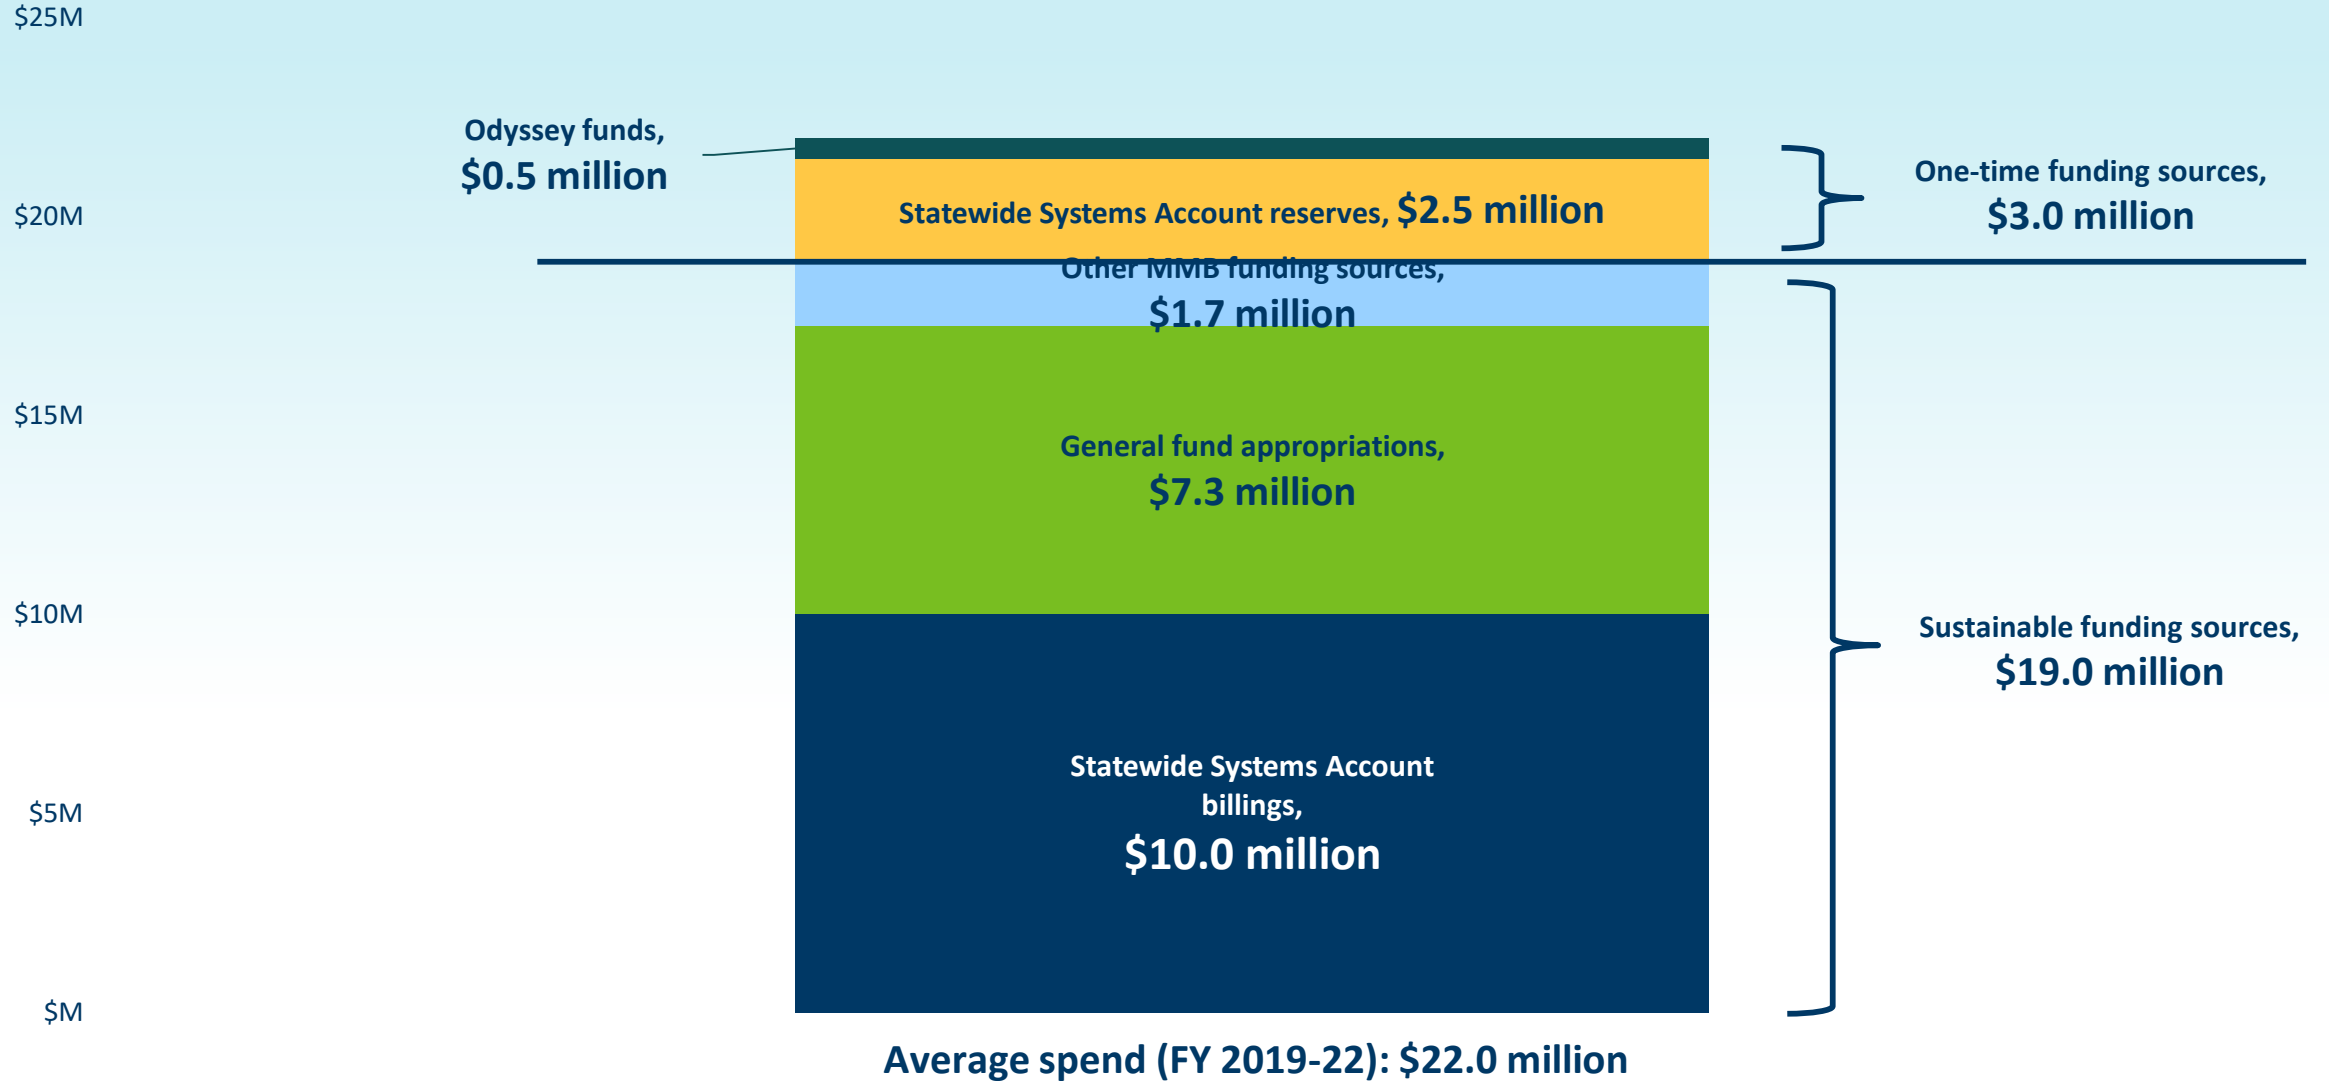 $25M
$20M
$15M
$10M
$5M
$M
Odyssey funds,
$0.5 million
Statewide Systems Account reserves, $2.5 million
Other MMB funding sources,
$1.7 million
General fund appropriations,
$7.3 million
Statewide Systems Account
billings,
$10.0 million
One-time funding sources,
$3.0 million
Sustainable funding sources,
$19.0 million
Average spend (FY 2019-22): $22.0 million